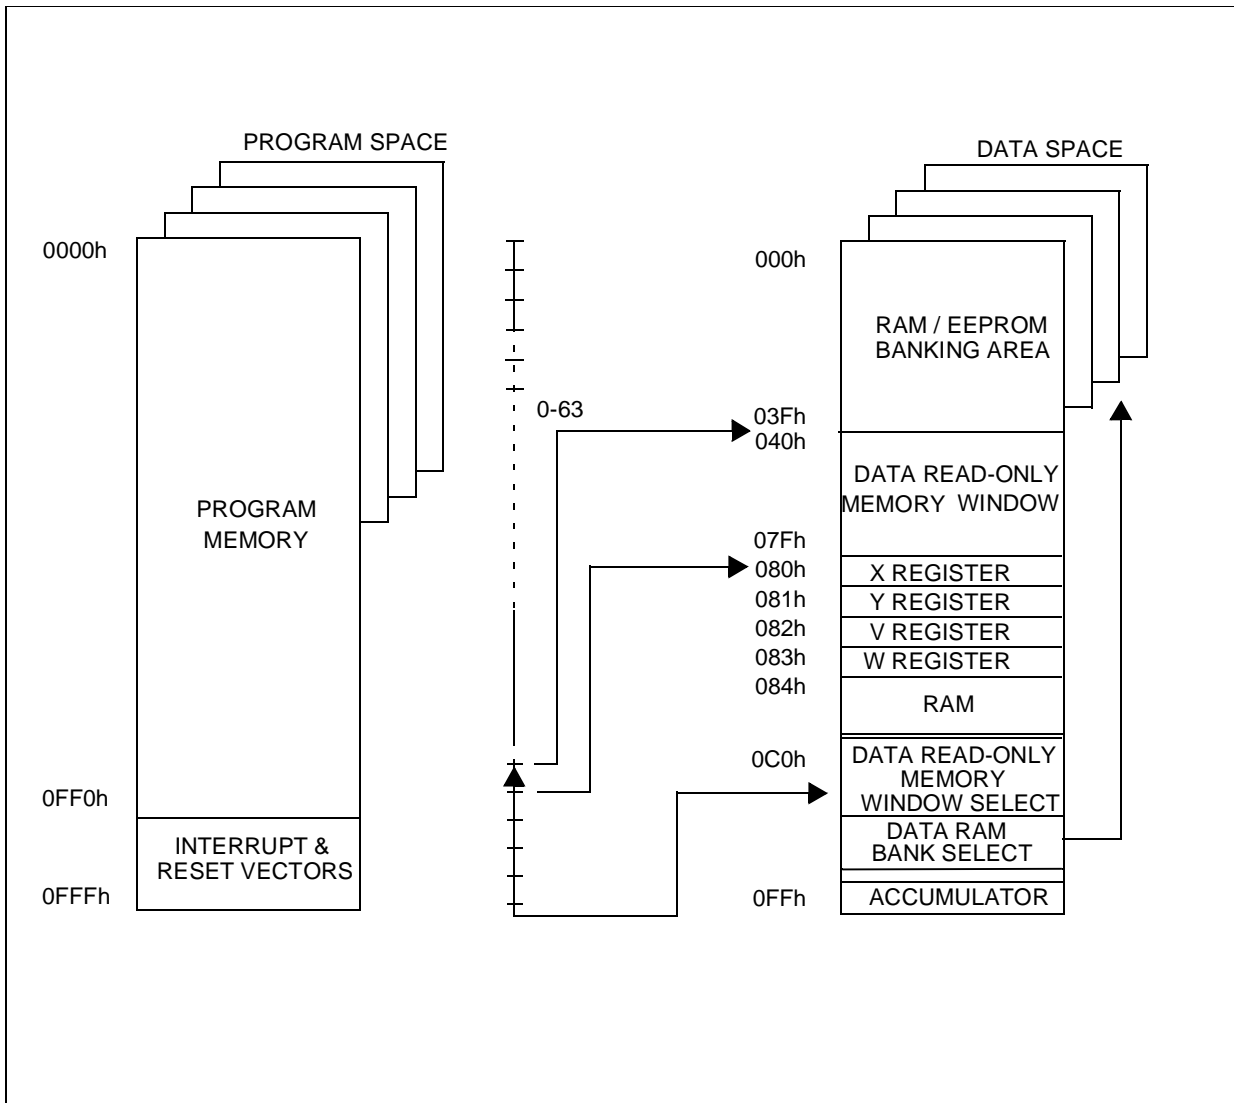 PROGRAM SPACE
0000h
PROGRAM
MEMORY
0FF0h
INTERRUPT &
RESET VECTORS
0FFFh
0-63
DATA SPACE
000h
RAM / EEPROM
BANKING AREA
03Fh
040h
DATA READ-ONLY
MEMORY WINDOW
07Fh
080h
X REGISTER
081h
Y REGISTER
082h
V REGISTER
083h
W REGISTER
084h
RAM
0C0h
DATA READ-ONLY
MEMORY
WINDOW SELECT
DATA RAM
BANK SELECT
0FFh
ACCUMULATOR